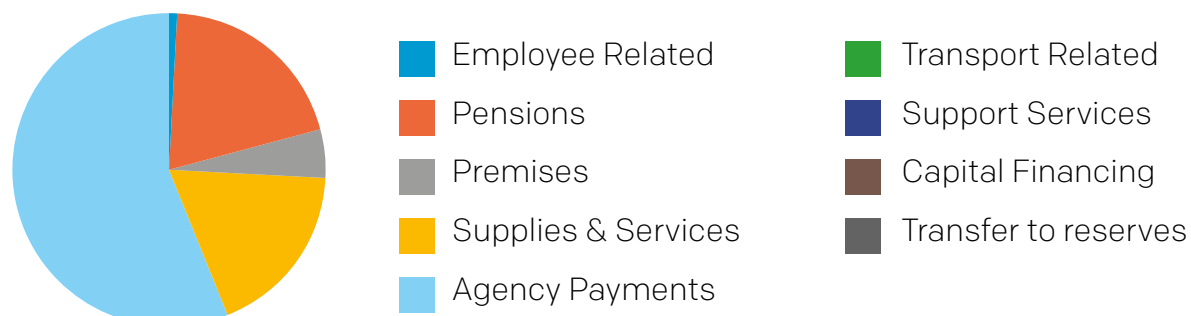 Employee Related
Pensions
Premises
Supplies & Services
Agency Payments
Transport Related
Support Services
Capital Financing
Transfer to reserves